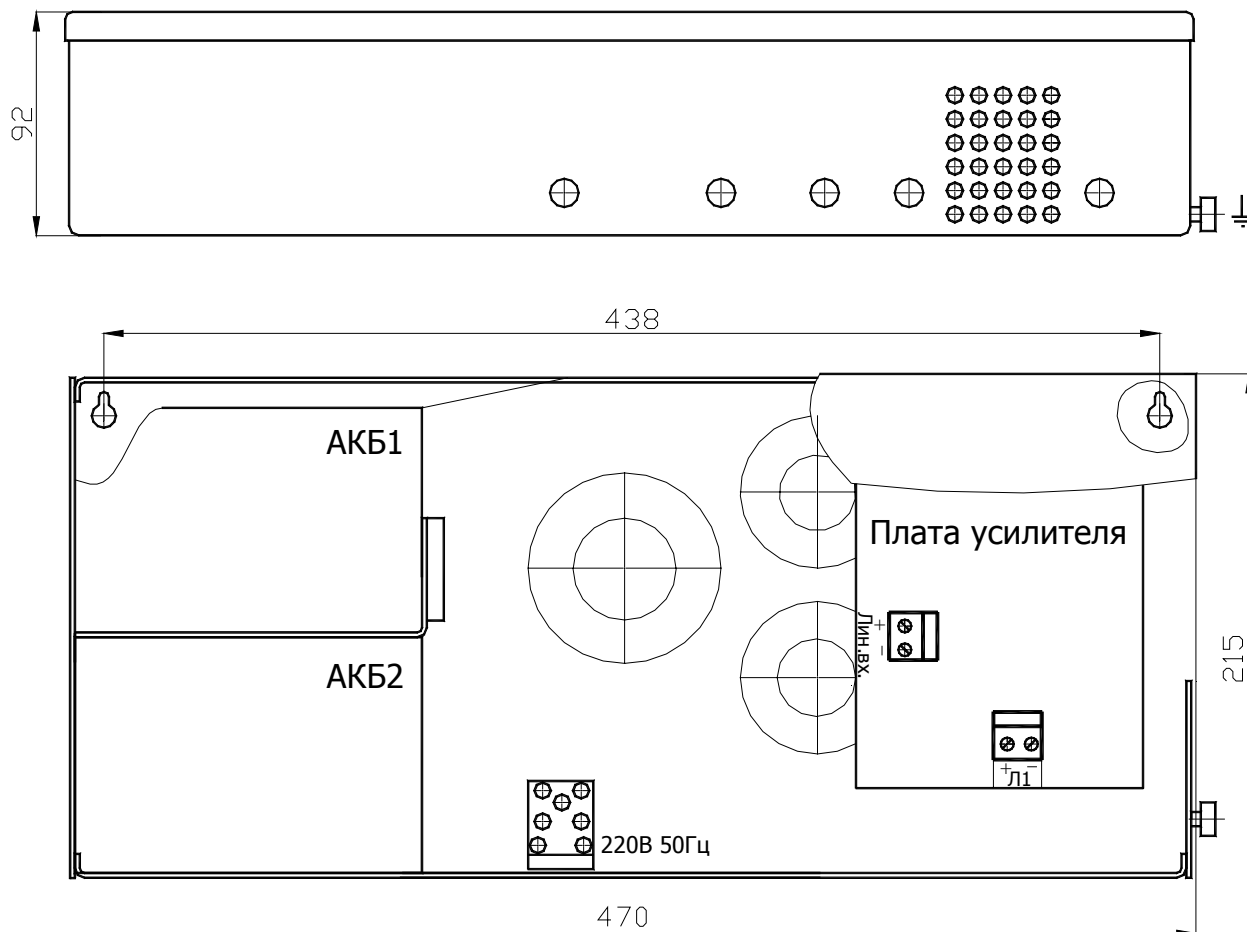 92
438
АКБ1
Плата усилителя
Лин.вх.
+
-
АКБ2
215
+ -
Л1
220В 50Гц
470